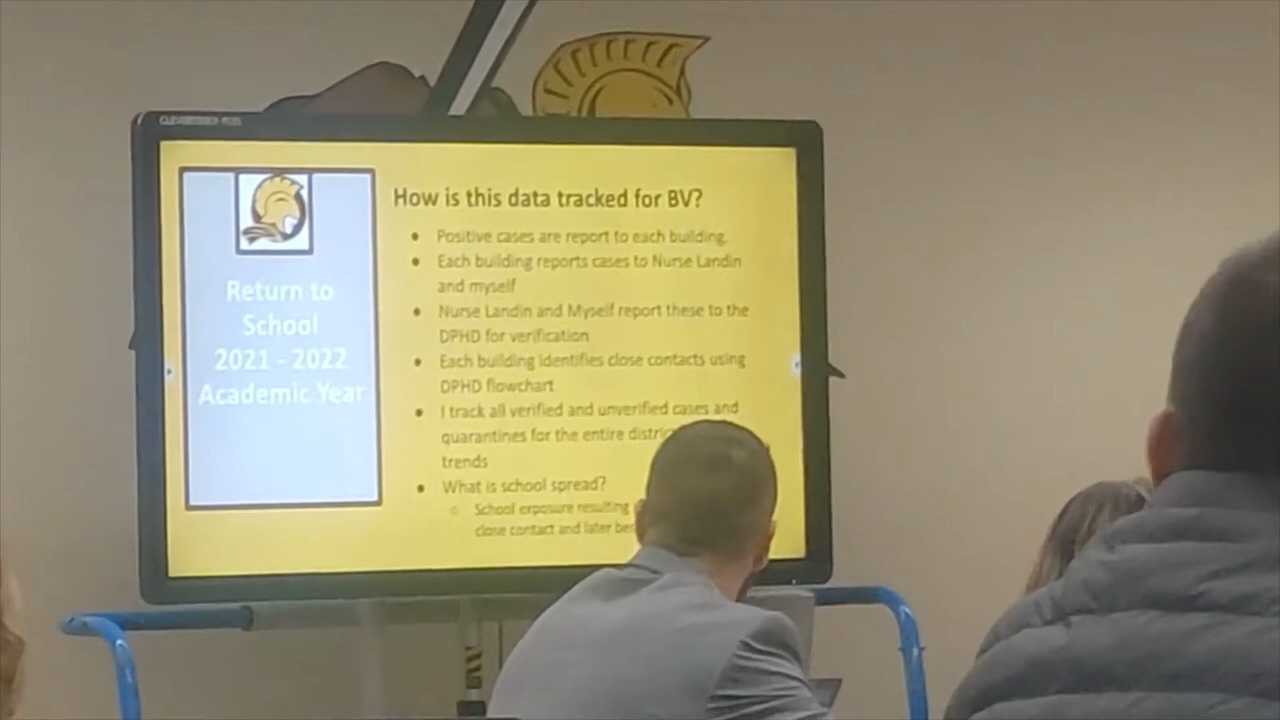 Return to
School
2021 - 2022
Academic Year
How is this data tracked for BV?
● Positive cases are report to each building.
● Each building reports cases to Nurse Landin
and myself
● Nurse Landin and Myself report these to the
DPHD for verification
● Each building identifies close contacts using
DPHD flowchart
● I track all verified and unverified cases and
quarantines for the entire
trends
● What is school spread?
○ School exposure resulting
close contact and later